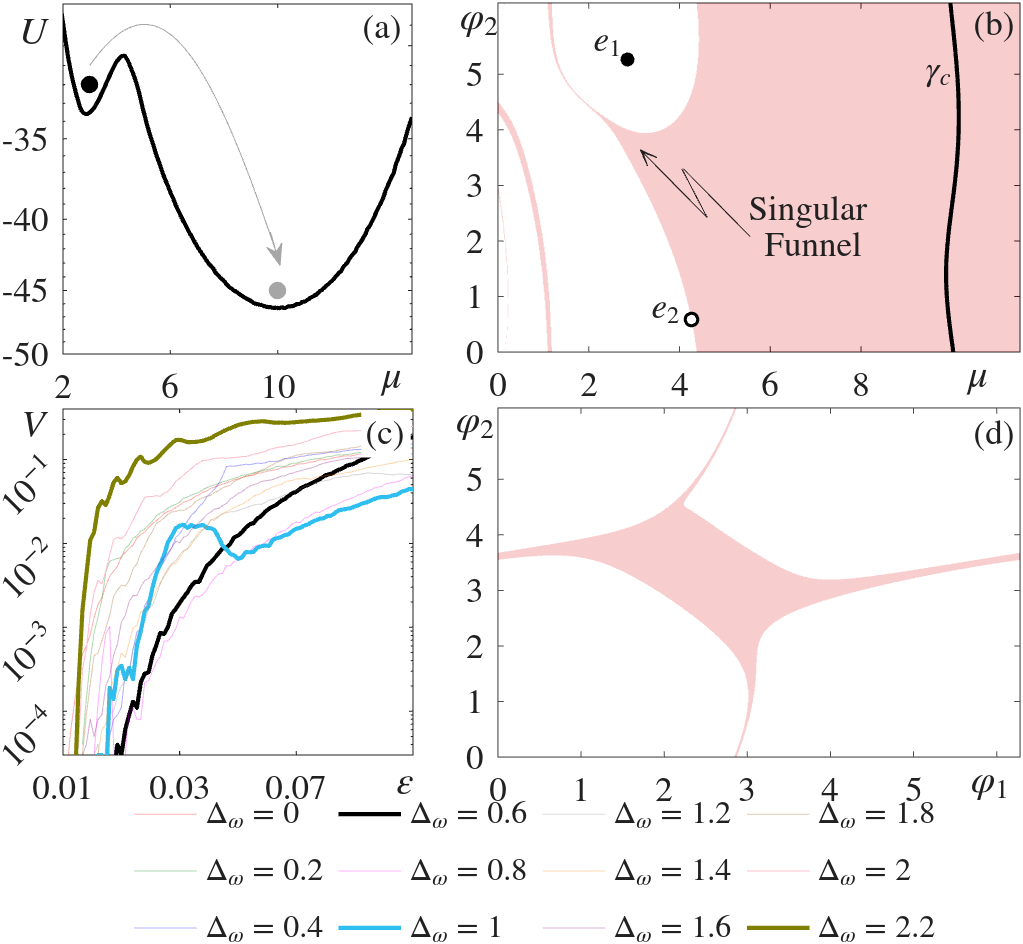 U
(a)
-35
-40
-45
-50
2 6 10 μ
φ2 (b)
5
4
3
2
1
0
e1
γc
Singular
Funnel
e2
0 2 4 6 8 μ
V (c)
10⁻¹
10⁻²
10⁻³
10⁻⁴
0.01 0.03 0.07 ε
φ2 (d)
5
4
3
2
1
0
0 1 2 3 4 5 φ1
Δω = 0 Δω = 0.6 Δω = 1.2 Δω = 1.8
Δω = 0.2 Δω = 0.8 Δω = 1.4 Δω = 2
Δω = 0.4 Δω = 1 Δω = 1.6 Δω = 2.2